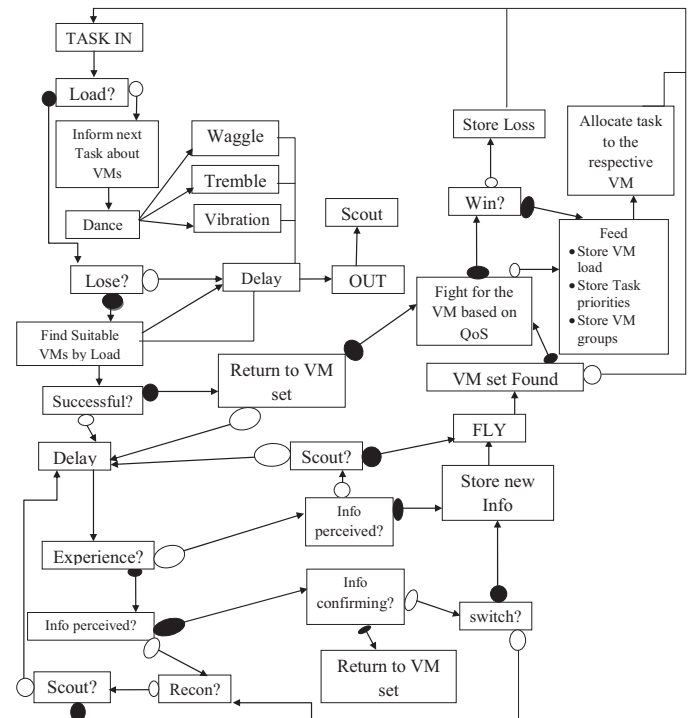 TASK IN
Load?
Inform next
Task about
VMs
Dance
Waggle
Tremble
Vibration
Scout
Lose?
Delay
OUT
Find Suitable
VMs by Load
Successful?
Return to VM
set
Delay
Experience?
Info perceived?
Scout?
Recon?
Scout?
Info
perceived?
Info
confirming?
Return to VM
set
Store Loss
Win?
Allocate task
to the
respective
VM
Feed
• Store VM
load
• Store Task
priorities
• Store VM
groups
Fight for the
VM based on
QoS
VM set Found
FLY
Store new
Info
switch?